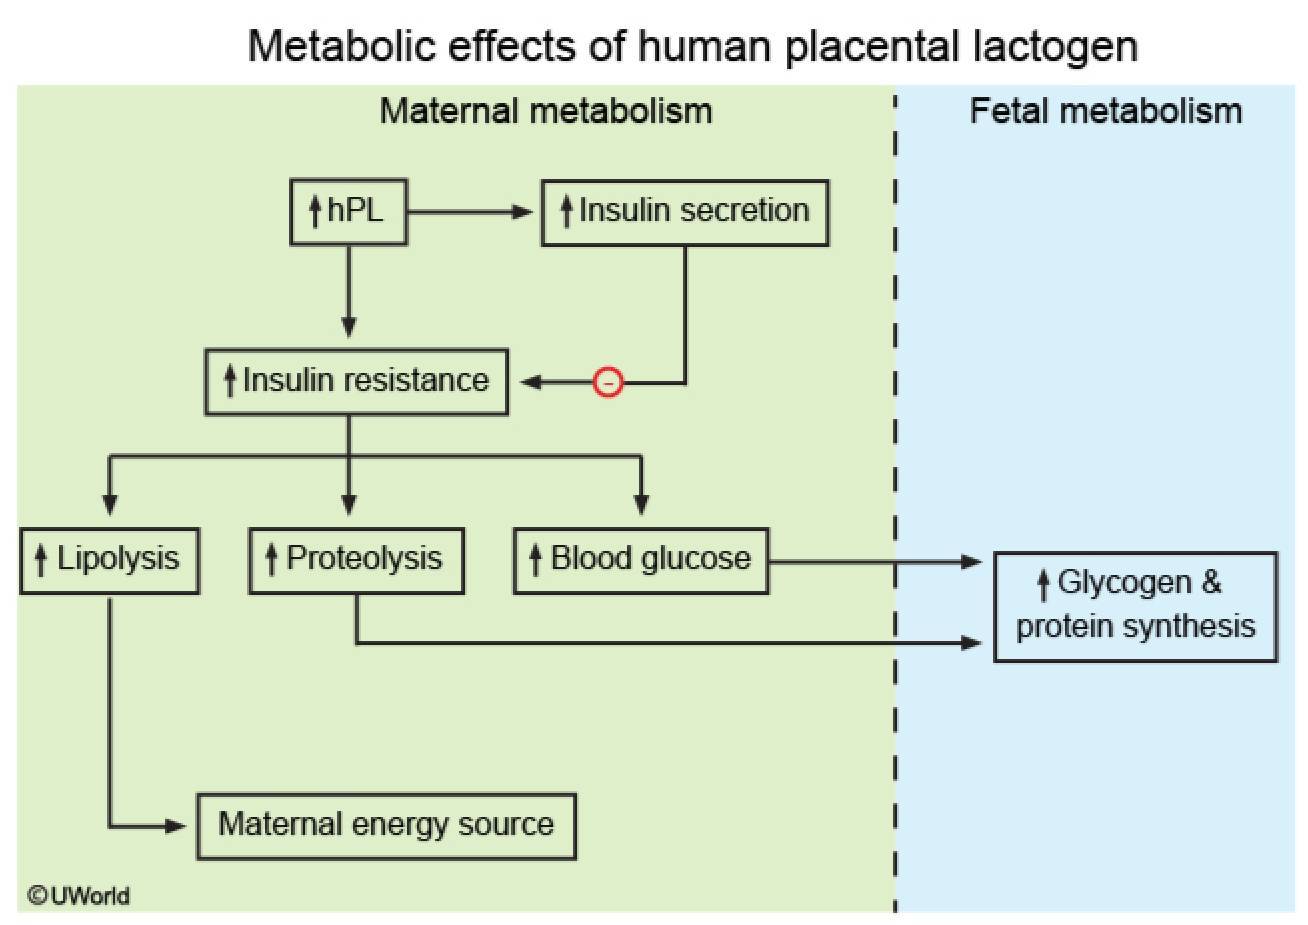 Metabolic effects of human placental lactogen
Maternal metabolism
Fetal metabolism
↑hPL
↑Insulin secretion
↑Insulin resistance
−
↑Lipolysis
↑Proteolysis
↑Blood glucose
↑Glycogen &
protein synthesis
Maternal energy source
©UWorld